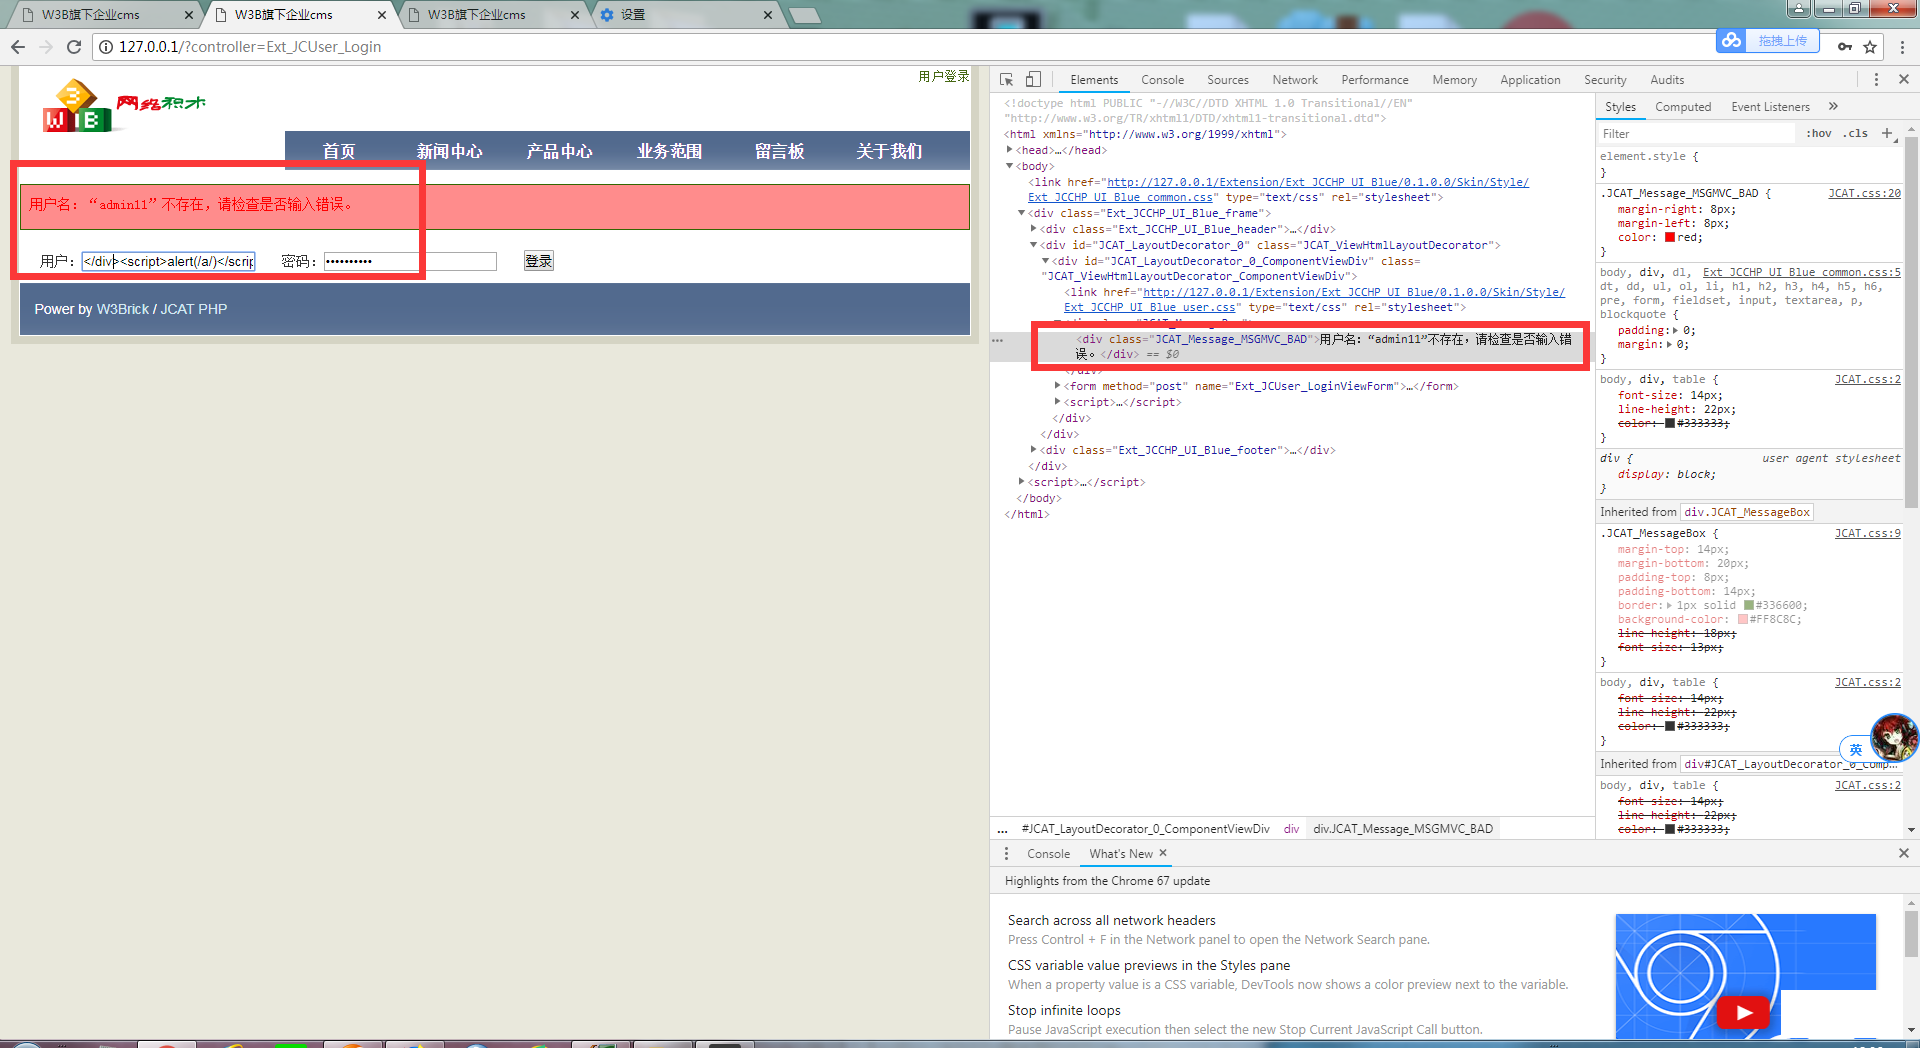 W3B旗下企业cms
W3B旗下企业cms
W3B旗下企业cms
设置
127.0.0.1/?controller=Ext_JCUser_Login
拖拽上传
用户登录
3
W
B
网络积木
首页
新闻中心
产品中心
业务范围
留言板
关于我们
用户名：“admin11”不存在，请检查是否输入错误。
用户：
</div><script>alert(/a/)</scrip
密码：
••••••••••
登录
Power by W3Brick / JCAT PHP
Elements
Console
Sources
Network
Performance
Memory
Application
Security
Audits
<!doctype html PUBLIC "-//W3C//DTD XHTML 1.0 Transitional//EN"
"http://www.w3.org/TR/xhtml1/DTD/xhtml1-transitional.dtd">
<html xmlns="http://www.w3.org/1999/xhtml">
<head>…</head>
<body>
<link href="http://127.0.0.1/Extension/Ext_JCCHP_UI_Blue/0.1.0.0/Skin/Style/
Ext_JCCHP_UI_Blue_common.css" type="text/css" rel="stylesheet">
<div class="Ext_JCCHP_UI_Blue_frame">
<div class="Ext_JCCHP_UI_Blue_header">…</div>
<div id="JCAT_LayoutDecorator_0" class="JCAT_ViewHtmlLayoutDecorator">
<div id="JCAT_LayoutDecorator_0_ComponentViewDiv" class=
"JCAT_ViewHtmlLayoutDecorator_ComponentViewDiv">
<link href="http://127.0.0.1/Extension/Ext_JCCHP_UI_Blue/0.1.0.0/Skin/Style/
Ext_JCCHP_UI_Blue_user.css" type="text/css" rel="stylesheet">
<div class="JCAT_Message_MSGMVC_BAD">用户名：“admin11”不存在，请检查是否输入错
误。</div> == $0
</div>
<form method="post" name="Ext_JCUser_LoginViewForm">…</form>
<script>…</script>
</div>
</div>
<div class="Ext_JCCHP_UI_Blue_footer">…</div>
</div>
<script>…</script>
</body>
</html>
... #JCAT_LayoutDecorator_0_ComponentViewDiv div div.JCAT_Message_MSGMVC_BAD
Styles
Computed
Event Listeners
»
Filter
:hov .cls +
element.style {
}
.JCAT_Message_MSGMVC_BAD { JCAT.css:20
margin-right: 8px;
margin-left: 8px;
color: red;
}
body, div, dl, Ext_JCCHP_UI_Blue_common.css:5
dt, dd, ul, ol, li, h1, h2, h3, h4, h5, h6,
pre, form, fieldset, input, textarea, p,
blockquote {
padding: 0;
margin: 0;
}
body, div, table { JCAT.css:2
font-size: 14px;
line-height: 22px;
color: #333333;
}
div { user agent stylesheet
display: block;
}
Inherited from div.JCAT_MessageBox
.JCAT_MessageBox { JCAT.css:9
margin-top: 14px;
margin-bottom: 20px;
padding-top: 8px;
padding-bottom: 14px;
border: 1px solid #336600;
background-color: #FF8C8C;
line-height: 18px;
font-size: 13px;
}
body, div, table { JCAT.css:2
font-size: 14px;
line-height: 22px;
color: #333333;
}
英
Inherited from div#JCAT_LayoutDecorator_0_Comp…
body, div, table { JCAT.css:2
font-size: 14px;
line-height: 22px;
color: #333333;
Console
What's New
Highlights from the Chrome 67 update
Search across all network headers
Press Control + F in the Network panel to open the Network Search pane.
CSS variable value previews in the Styles pane
When a property value is a CSS variable, DevTools now shows a color preview next to the variable.
Stop infinite loops
Pause JavaScript execution then select the new Stop Current JavaScript Call button.